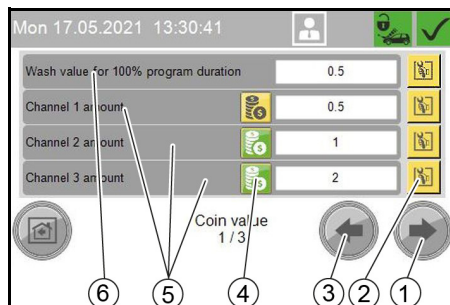 Mon 17.05.2021 13:30:41
Wash value for 100% program duration 0.5
Channel 1 amount 0.5
Channel 2 amount 1
Channel 3 amount 2
Coin value
1 / 3
6 5 4 3 2 1